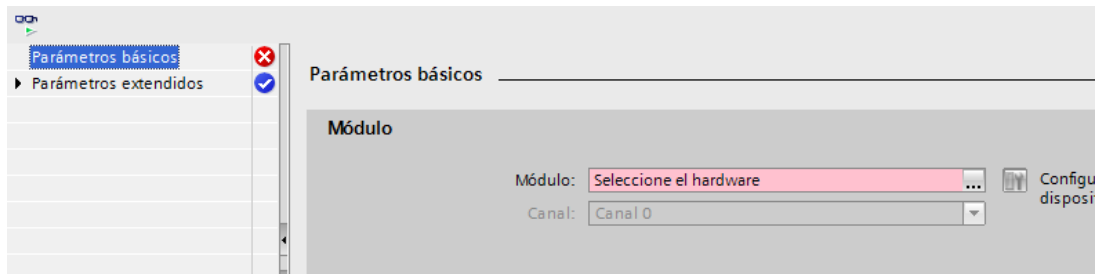 Parámetros básicos
Parámetros extendidos
Parámetros básicos
Módulo
Módulo: Seleccione el hardware ...
Canal: Canal 0